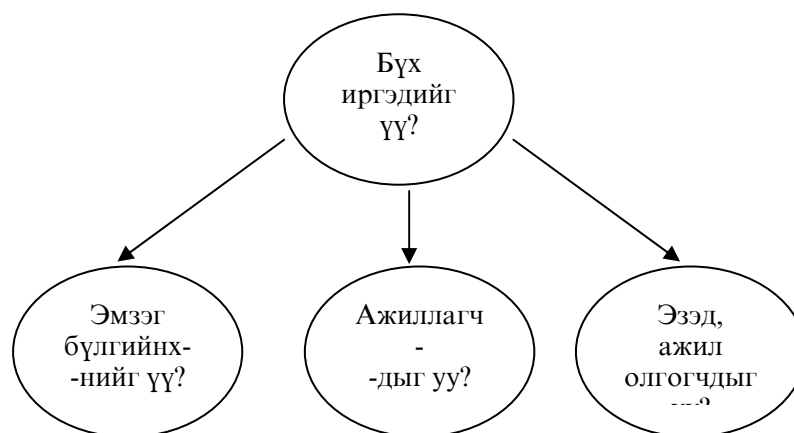 Бүх
иргэдийг
үү?
Эмзэг
бүлгийнх-
-нийг үү?
Ажиллагч
-
-дыг уу?
Эзэд,
ажил
олгогчдыг